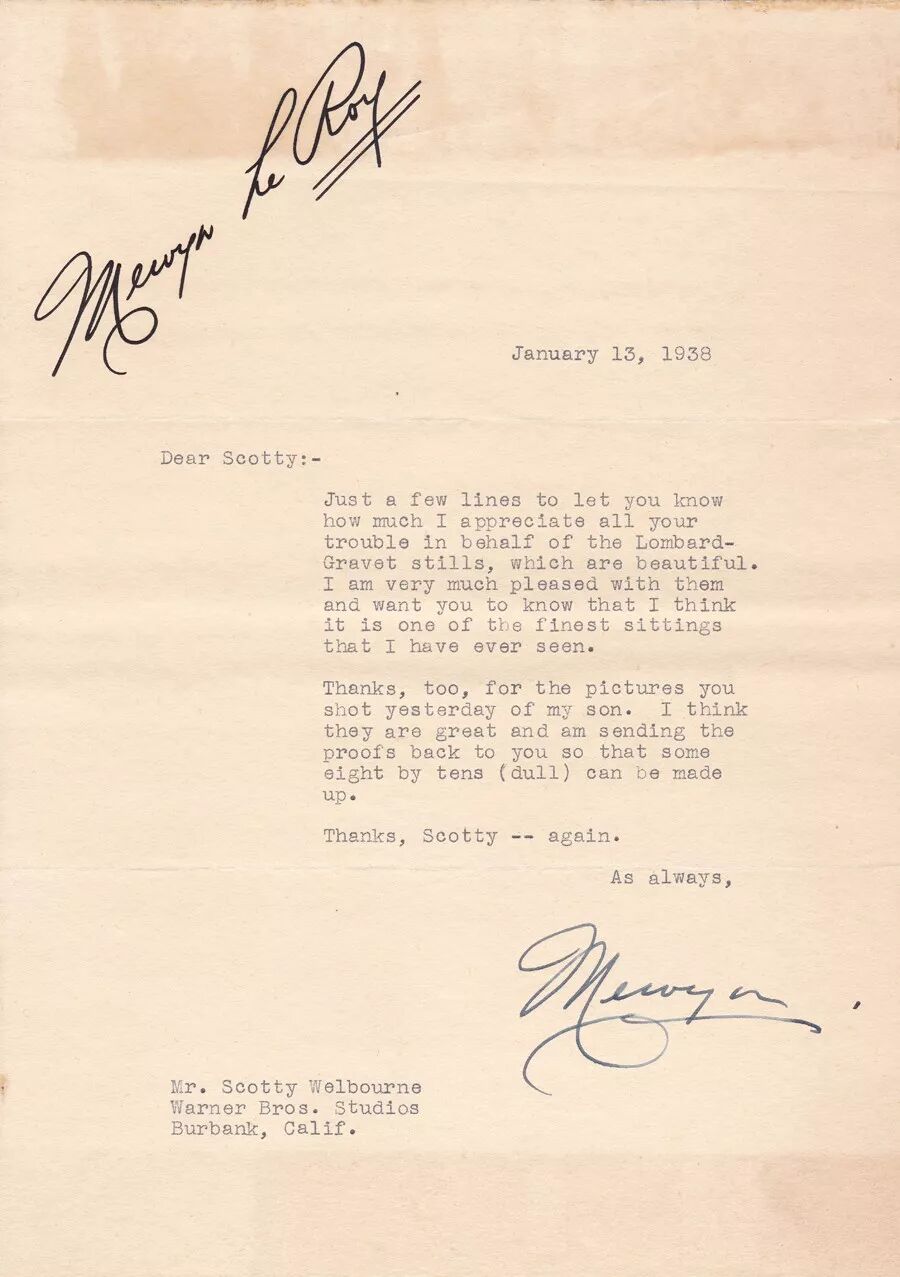 Mervyn Le Roy
January 13, 1938
Dear Scotty:-
Just a few lines to let you know
how much I appreciate all your
trouble in behalf of the Lombard-
Gravet stills, which are beautiful.
I am very much pleased with them
and want you to know that I think
it is one of the finest sittings
that I have ever seen.
Thanks, too, for the pictures you
shot yesterday of my son.  I think
they are great and am sending the
proofs back to you so that some
eight by tens (dull) can be made
up.
Thanks, Scotty -- again.
As always,
Mervyn
Mr. Scotty Welbourne
Warner Bros. Studios
Burbank, Calif.